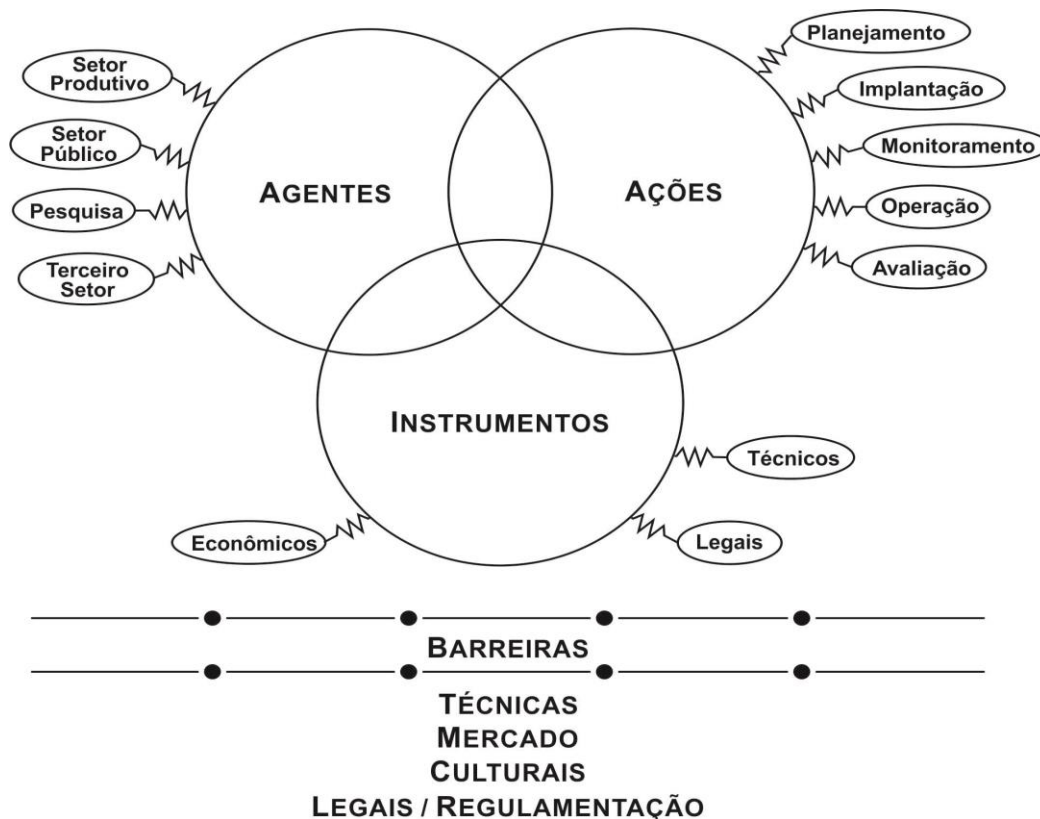 Setor
Produtivo
Setor
Público
Pesquisa
Terceiro
Setor
AGENTES
AÇÕES
Planejamento
Implantação
Monitoramento
Operação
Avaliação
INSTRUMENTOS
Técnicos
Econômicos
Legais
BARREIRAS
TÉCNICAS
MERCADO
CULTURAIS
LEGAIS / REGULAMENTAÇÃO